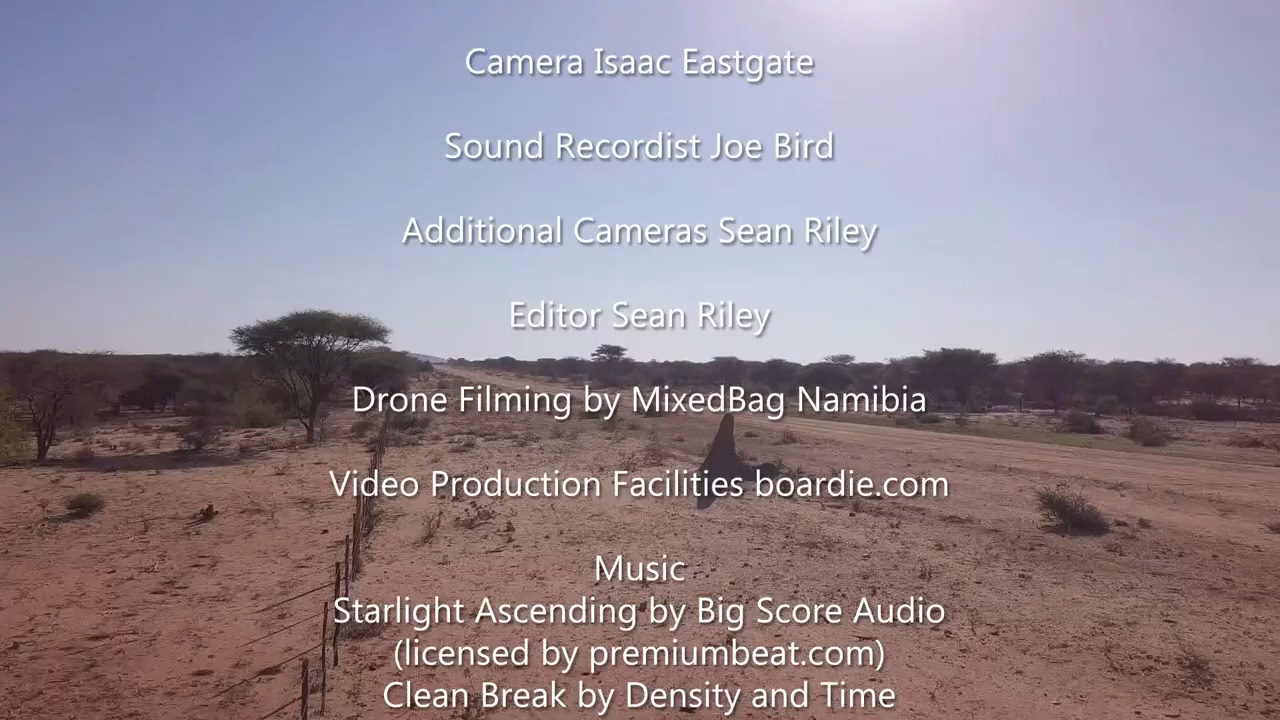 Camera Isaac Eastgate
Sound Recordist Joe Bird
Additional Cameras Sean Riley
Editor Sean Riley
Drone Filming by MixedBag Namibia
Video Production Facilities boardie.com
Music
Starlight Ascending by Big Score Audio
(licensed by premiumbeat.com)
Clean Break by Density and Time